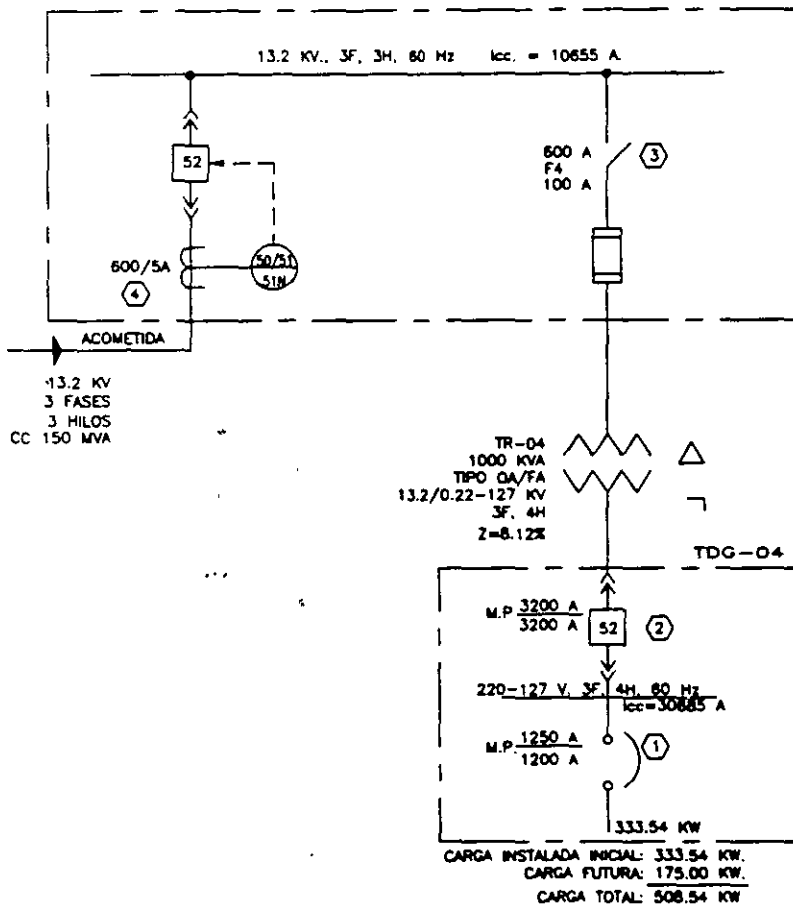 13.2 KV., 3F, 3H, 60 Hz Icc. = 10655 A.
52
600 A
F4
100 A
3
600/5A
50/51
51N
4
ACOMETIDA
13.2 KV
3 FASES
3 HILOS
CC 150 MVA
TR-04
1000 KVA
TIPO OA/FA
13.2/0.22-127 KV
3F, 4H
Z=8.12%
TDG-04
M.P. 3200 A
3200 A
52
2
220-127 V, 3F, 4H, 60 Hz
Icc=30685 A
M.P. 1250 A
1200 A
1
333.54 KW
CARGA INSTALADA INICIAL: 333.54 KW.
CARGA FUTURA: 175.00 KW.
CARGA TOTAL: 508.54 KW